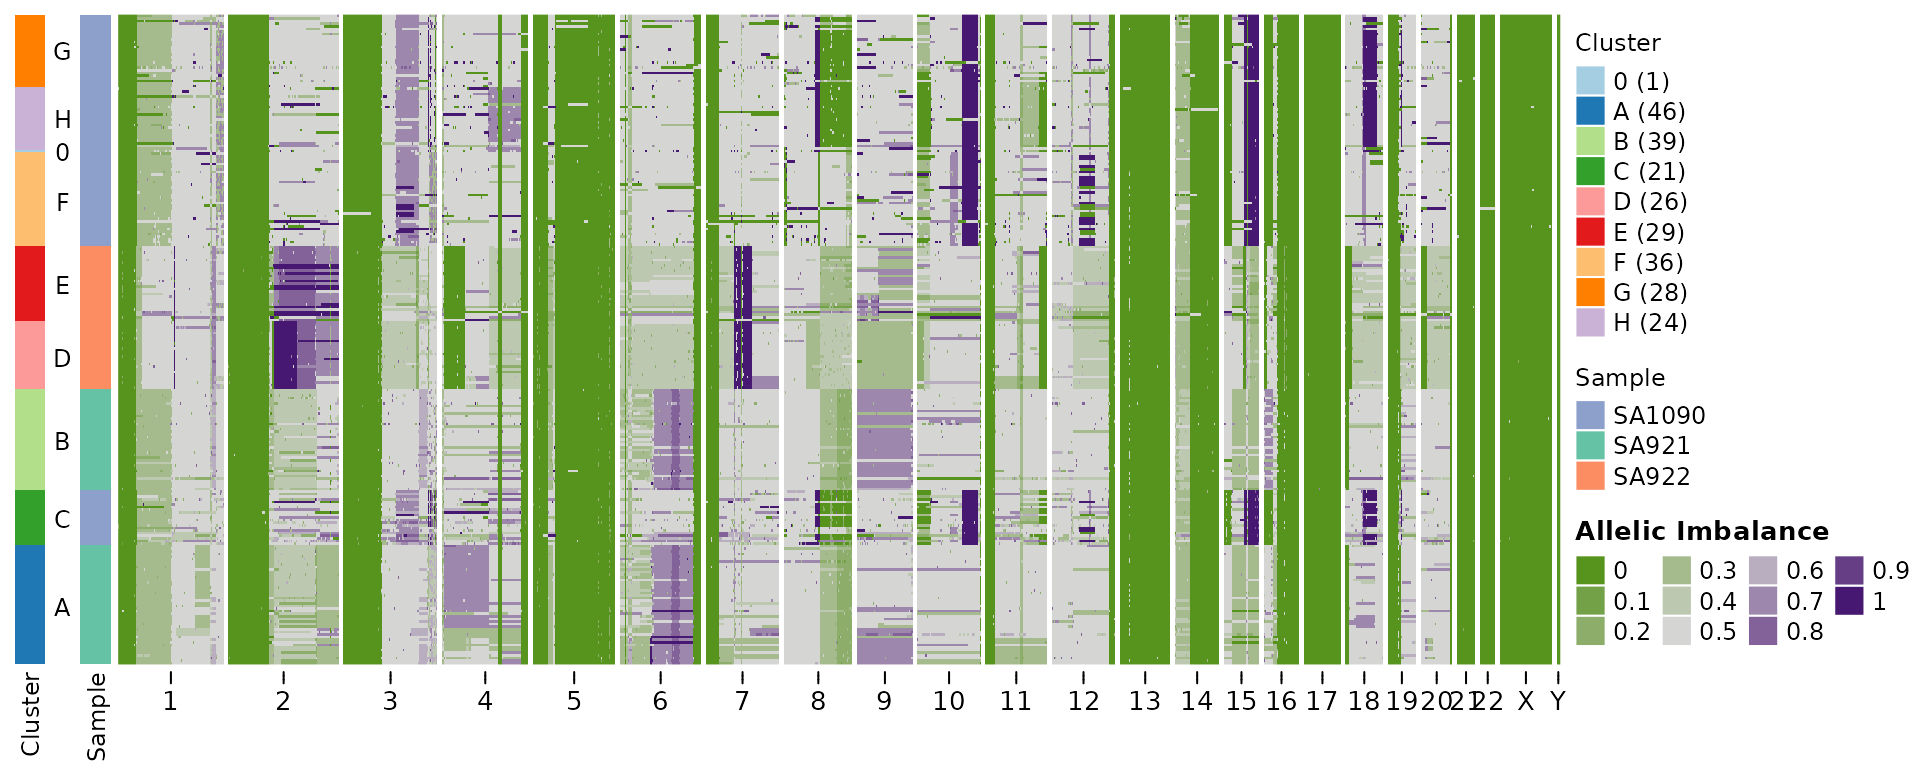 G
H
0
F
E
D
B
C
A
Cluster
Sample
1 2 3 4 5 6 7 8 9 10 11 12 13 14 15 16 17 18 19 20 21 22 X Y
Cluster
0 (1)
A (46)
B (39)
C (21)
D (26)
E (29)
F (36)
G (28)
H (24)
Sample
SA1090
SA921
SA922
Allelic Imbalance
0 0.3 0.6 0.9
0.1 0.4 0.7 1
0.2 0.5 0.8